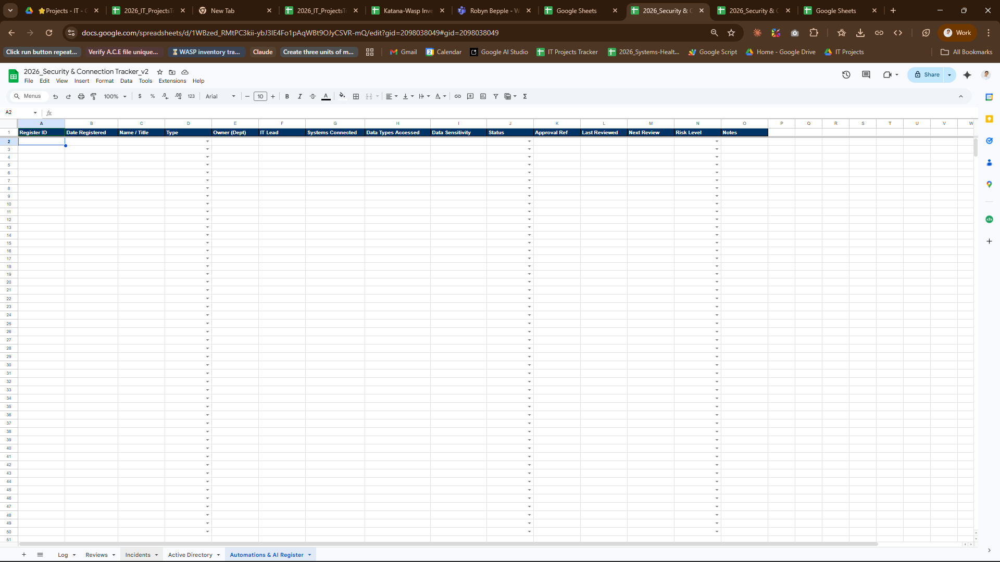 Projects - IT - G
2026_IT_ProjectsTr
New Tab
2026_IT_ProjectsTr
Katana-Wasp Inve
Robyn Bepple - W
Google Sheets
2026_Security & C
2026_Security & C
Google Sheets
docs.google.com/spreadsheets/d/1WBzed_RMtPC3kii-ybJ3lE4Fo1pAqWBt9OJyCSVR-mQ/edit?gid=2098038049#gid=2098038049
Work
Click run button repeat...
Verify A.C.E file unique...
WASP inventory tra...
Claude
Create three units of m...
Gmail
Calendar
Google AI Studio
IT Projects Tracker
2026_Systems-Healt...
Google Script
Home - Google Drive
IT Projects
All Bookmarks
2026_Security & Connection Tracker_v2
File Edit View Insert Format Data Tools Extensions Help
Share
Menus
100%
$ % .0 .00 123
Arial
10
A2
fx
A B C D E F G H I J K L M N O P Q R S T U V W
1 Register ID Date Registered Name / Title Type Owner (Dept) IT Lead Systems Connected Data Types Accessed Data Sensitivity Status Approval Ref Last Reviewed Next Review Risk Level Notes
2
3
4
5
6
7
8
9
10
11
12
13
14
15
16
17
18
19
20
21
22
23
24
25
26
27
28
29
30
31
32
33
34
35
36
37
38
39
40
41
42
43
44
45
46
47
48
49
50
51
Log
Reviews
Incidents
Active Directory
Automations & AI Register